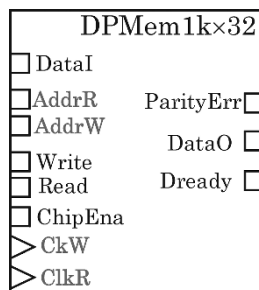 DPMem1k×32
DataI
AddrR
AddrW
Write
Read
ChipEna
CkW
ClkR
ParityErr
DataO
Dready